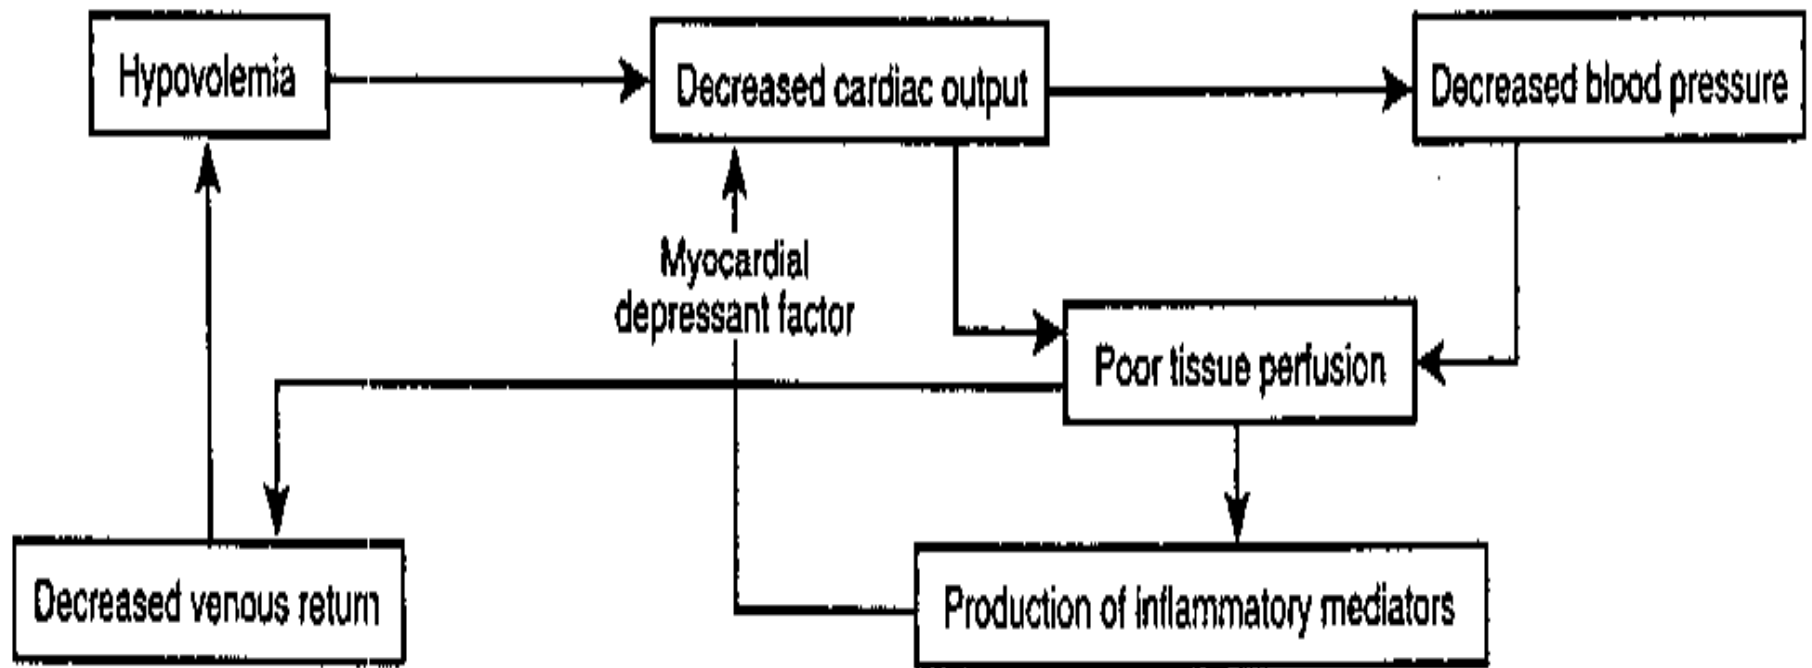 Hypovolemia
Decreased cardiac output
Decreased blood pressure
Myocardial
depressant factor
Poor tissue perfusion
Decreased venous return
Production of inflammatory mediators